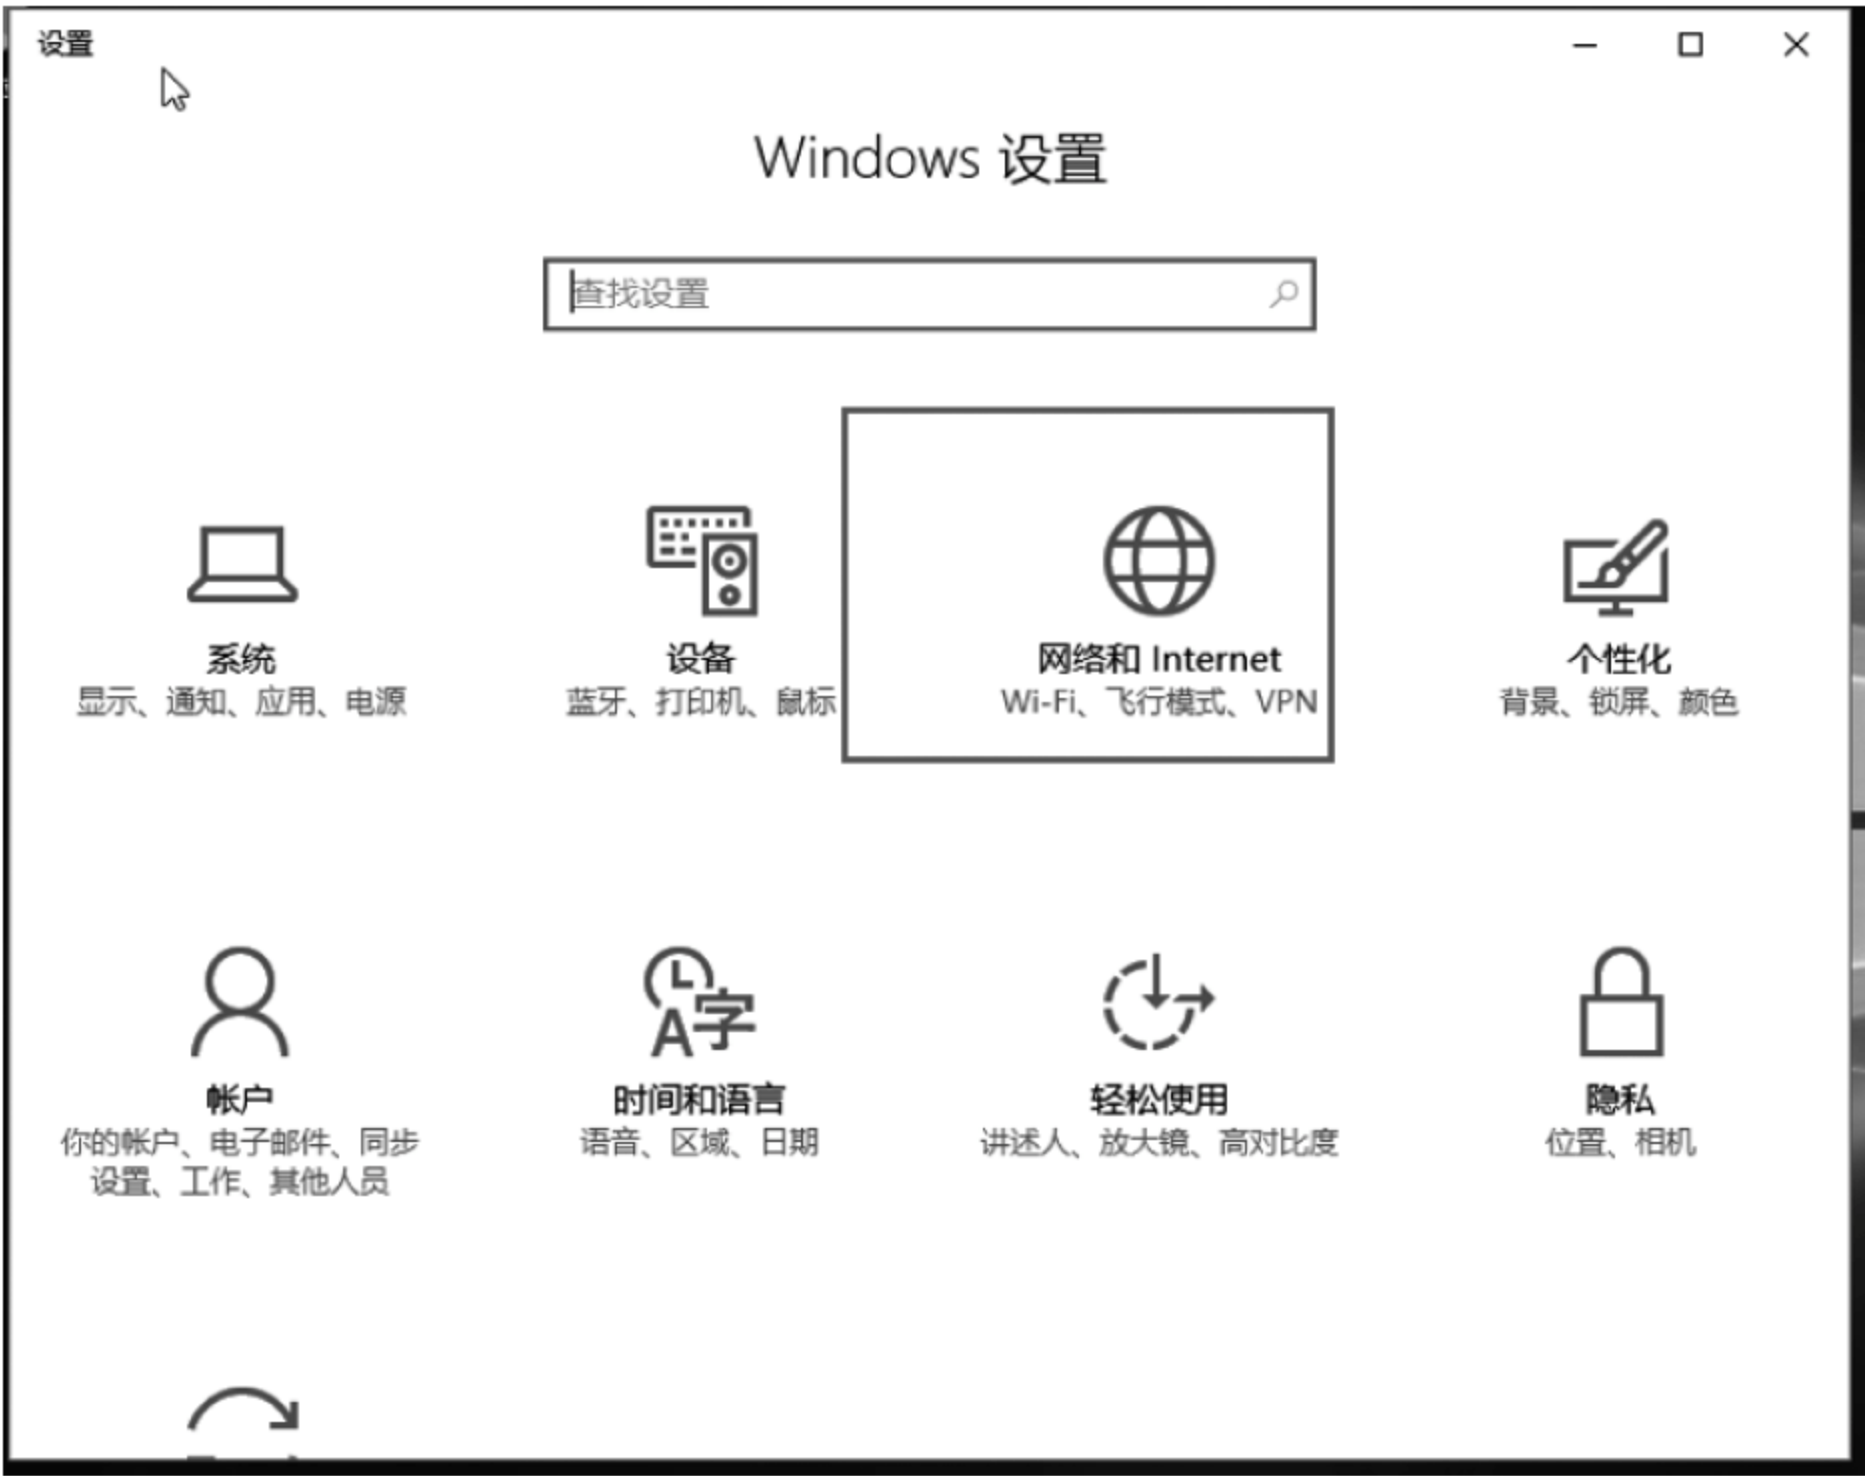 设置
Windows 设置
查找设置
系统
显示、通知、应用、电源
设备
蓝牙、打印机、鼠标
网络和 Internet
Wi-Fi、飞行模式、VPN
个性化
背景、锁屏、颜色
帐户
你的帐户、电子邮件、同步
设置、工作、其他人员
时间和语言
语音、区域、日期
轻松使用
讲述人、放大镜、高对比度
隐私
位置、相机